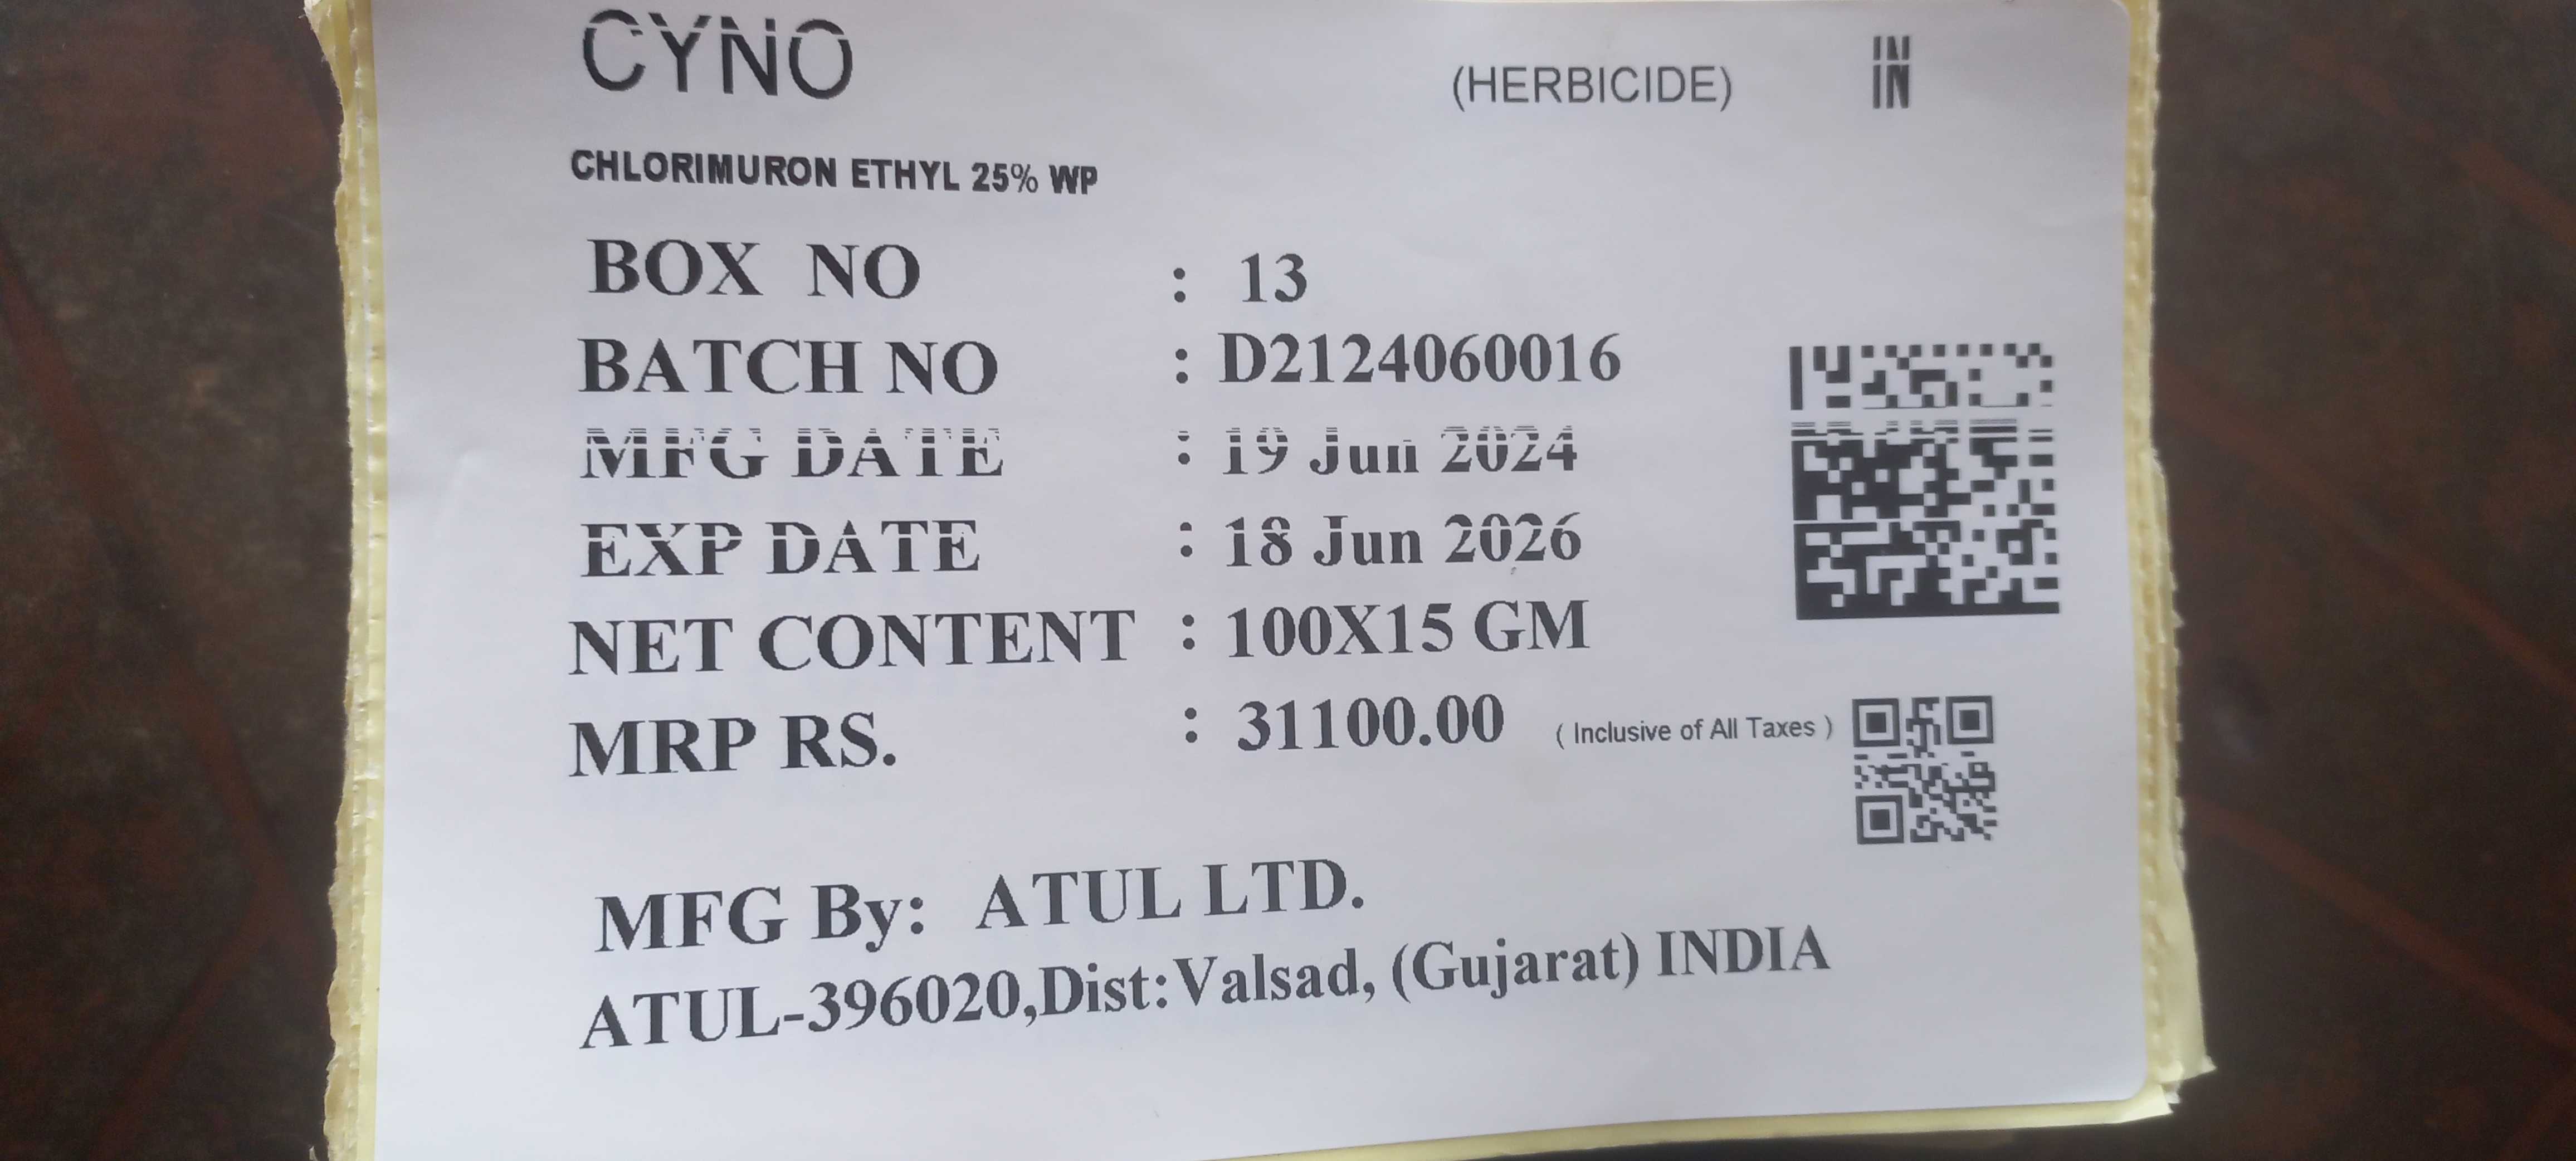 CYNO (HERBICIDE) IN
CHLORIMURON ETHYL 25% WP
BOX NO : 13
BATCH NO : D2124060016
MFG DATE : 19 Jun 2024
EXP DATE : 18 Jun 2026
NET CONTENT : 100X15 GM
MRP RS. : 31100.00 ( Inclusive of All Taxes )
MFG By: ATUL LTD.
ATUL-396020,Dist:Valsad, (Gujarat) INDIA